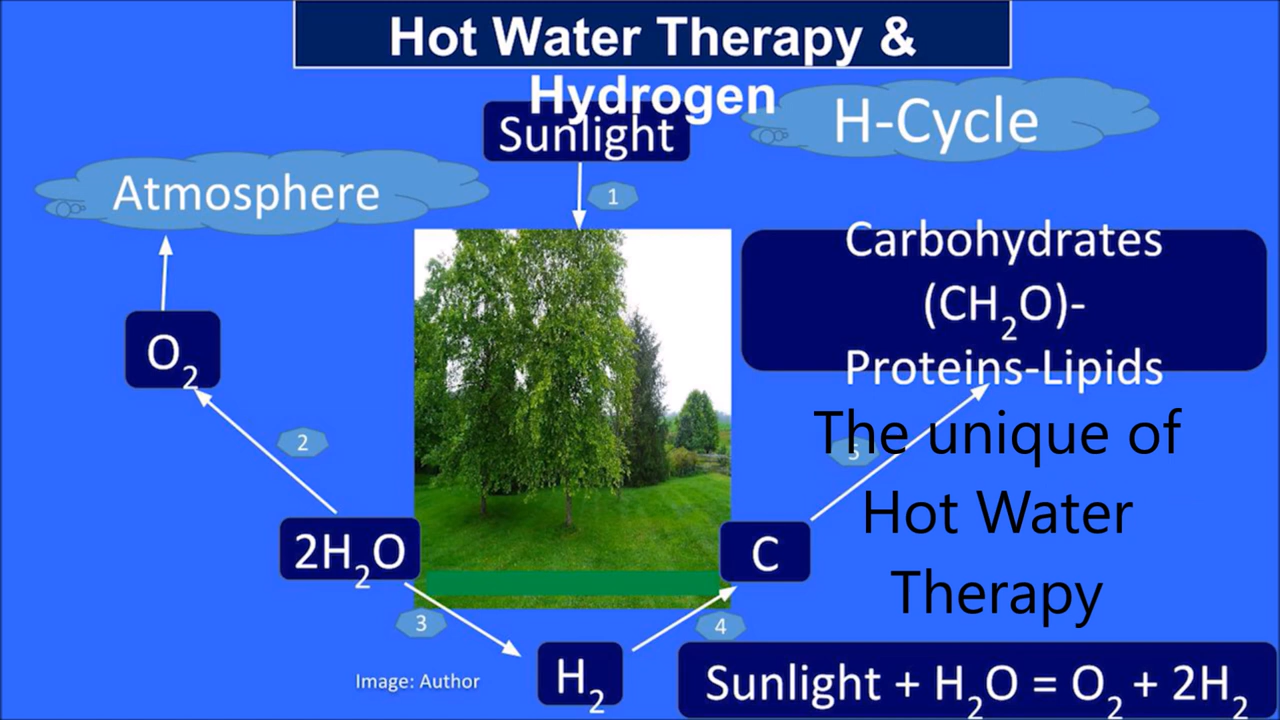 Hot Water Therapy &
Hydrogen
Sunlight
H-Cycle
1
Atmosphere
Carbohydrates
(CH₂O)-
Proteins-Lipids
O₂
2
The unique of
5
Hot Water
Therapy
2H₂O
C
3
4
H₂
Image: Author
Sunlight + H₂O = O₂ + 2H₂